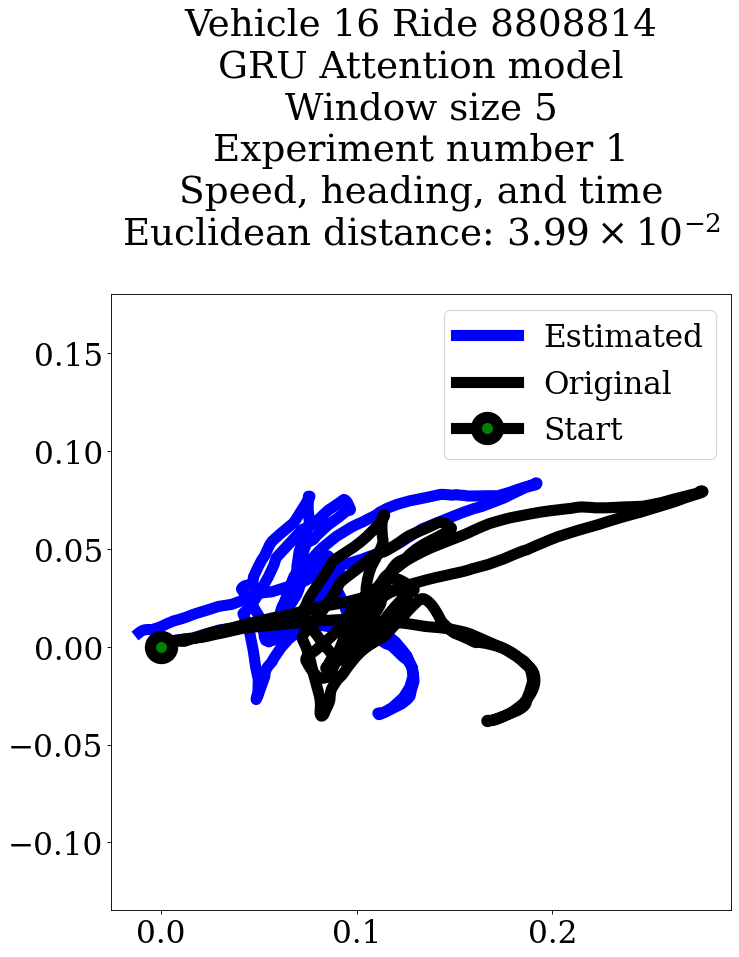 Vehicle 16 Ride 8808814
GRU Attention model
Window size 5
Experiment number 1
Speed, heading, and time
Euclidean distance: 3.99 × 10⁻²
Estimated
Original
Start
0.15
0.10
0.05
0.00
−0.05
−0.10
0.0 0.1 0.2